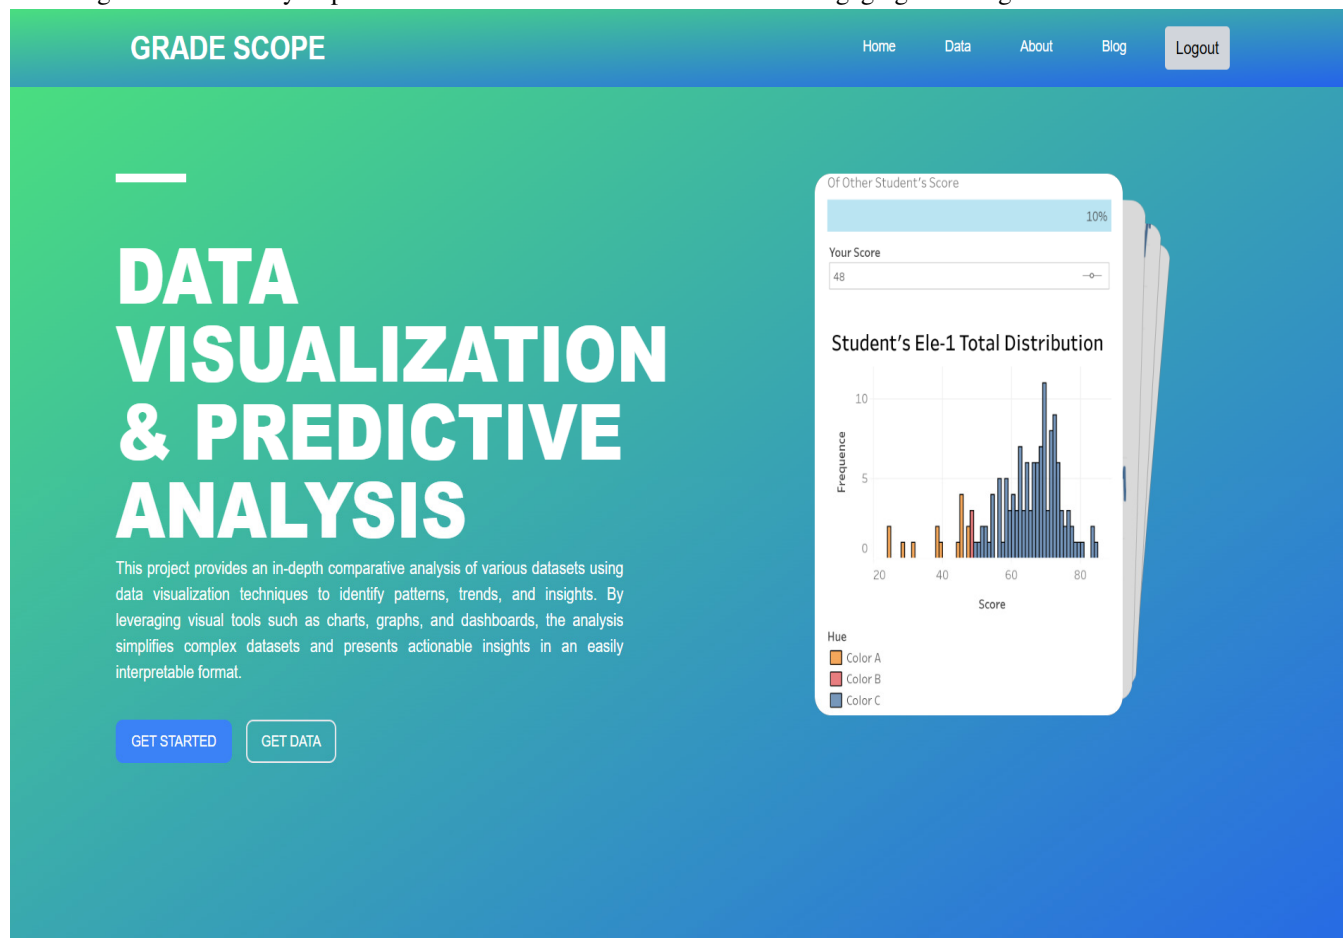 GRADE SCOPE
Home Data About Blog Logout
DATA
VISUALIZATION
& PREDICTIVE
ANALYSIS
This project provides an in-depth comparative analysis of various datasets using
data visualization techniques to identify patterns, trends, and insights. By
leveraging visual tools such as charts, graphs, and dashboards, the analysis
simplifies complex datasets and presents actionable insights in an easily
interpretable format.
GET STARTED GET DATA
Of Other Student's Score
10%
Your Score
48
Student's Ele-1 Total Distribution
Frequence
10
5
0
20 40 60 80
Score
Hue
Color A
Color B
Color C